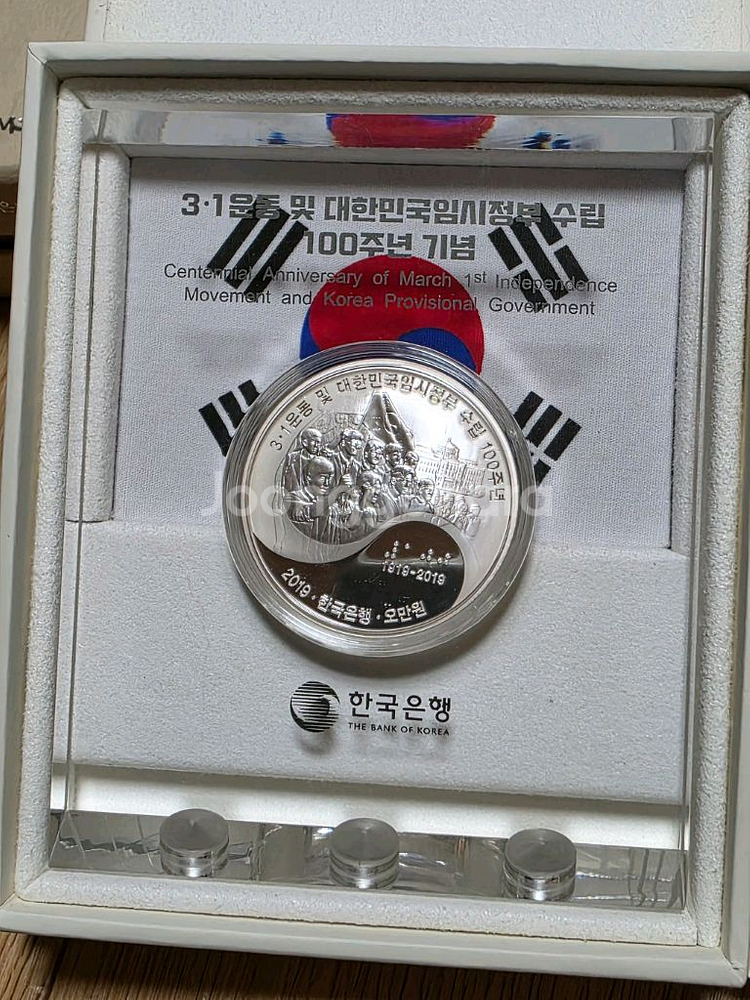 3·1운동 및 대한민국임시정부 수립
100주년 기념
Centennial Anniversary of March 1st Independence
Movement and Korea Provisional Government
3·1운동 및 대한민국임시정부 수립 100주년
1919-2019
2019·한국은행·오만원
한국은행
THE BANK OF KOREA